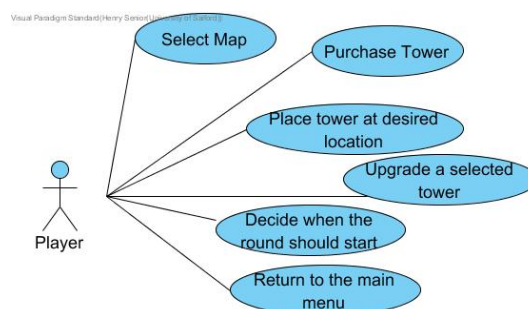 Visual Paradigm Standard(Henry Senior(University of Salford))
Select Map
Purchase Tower
Place tower at desired
location
Upgrade a selected
tower
Decide when the
round should start
Player
Return to the main
menu